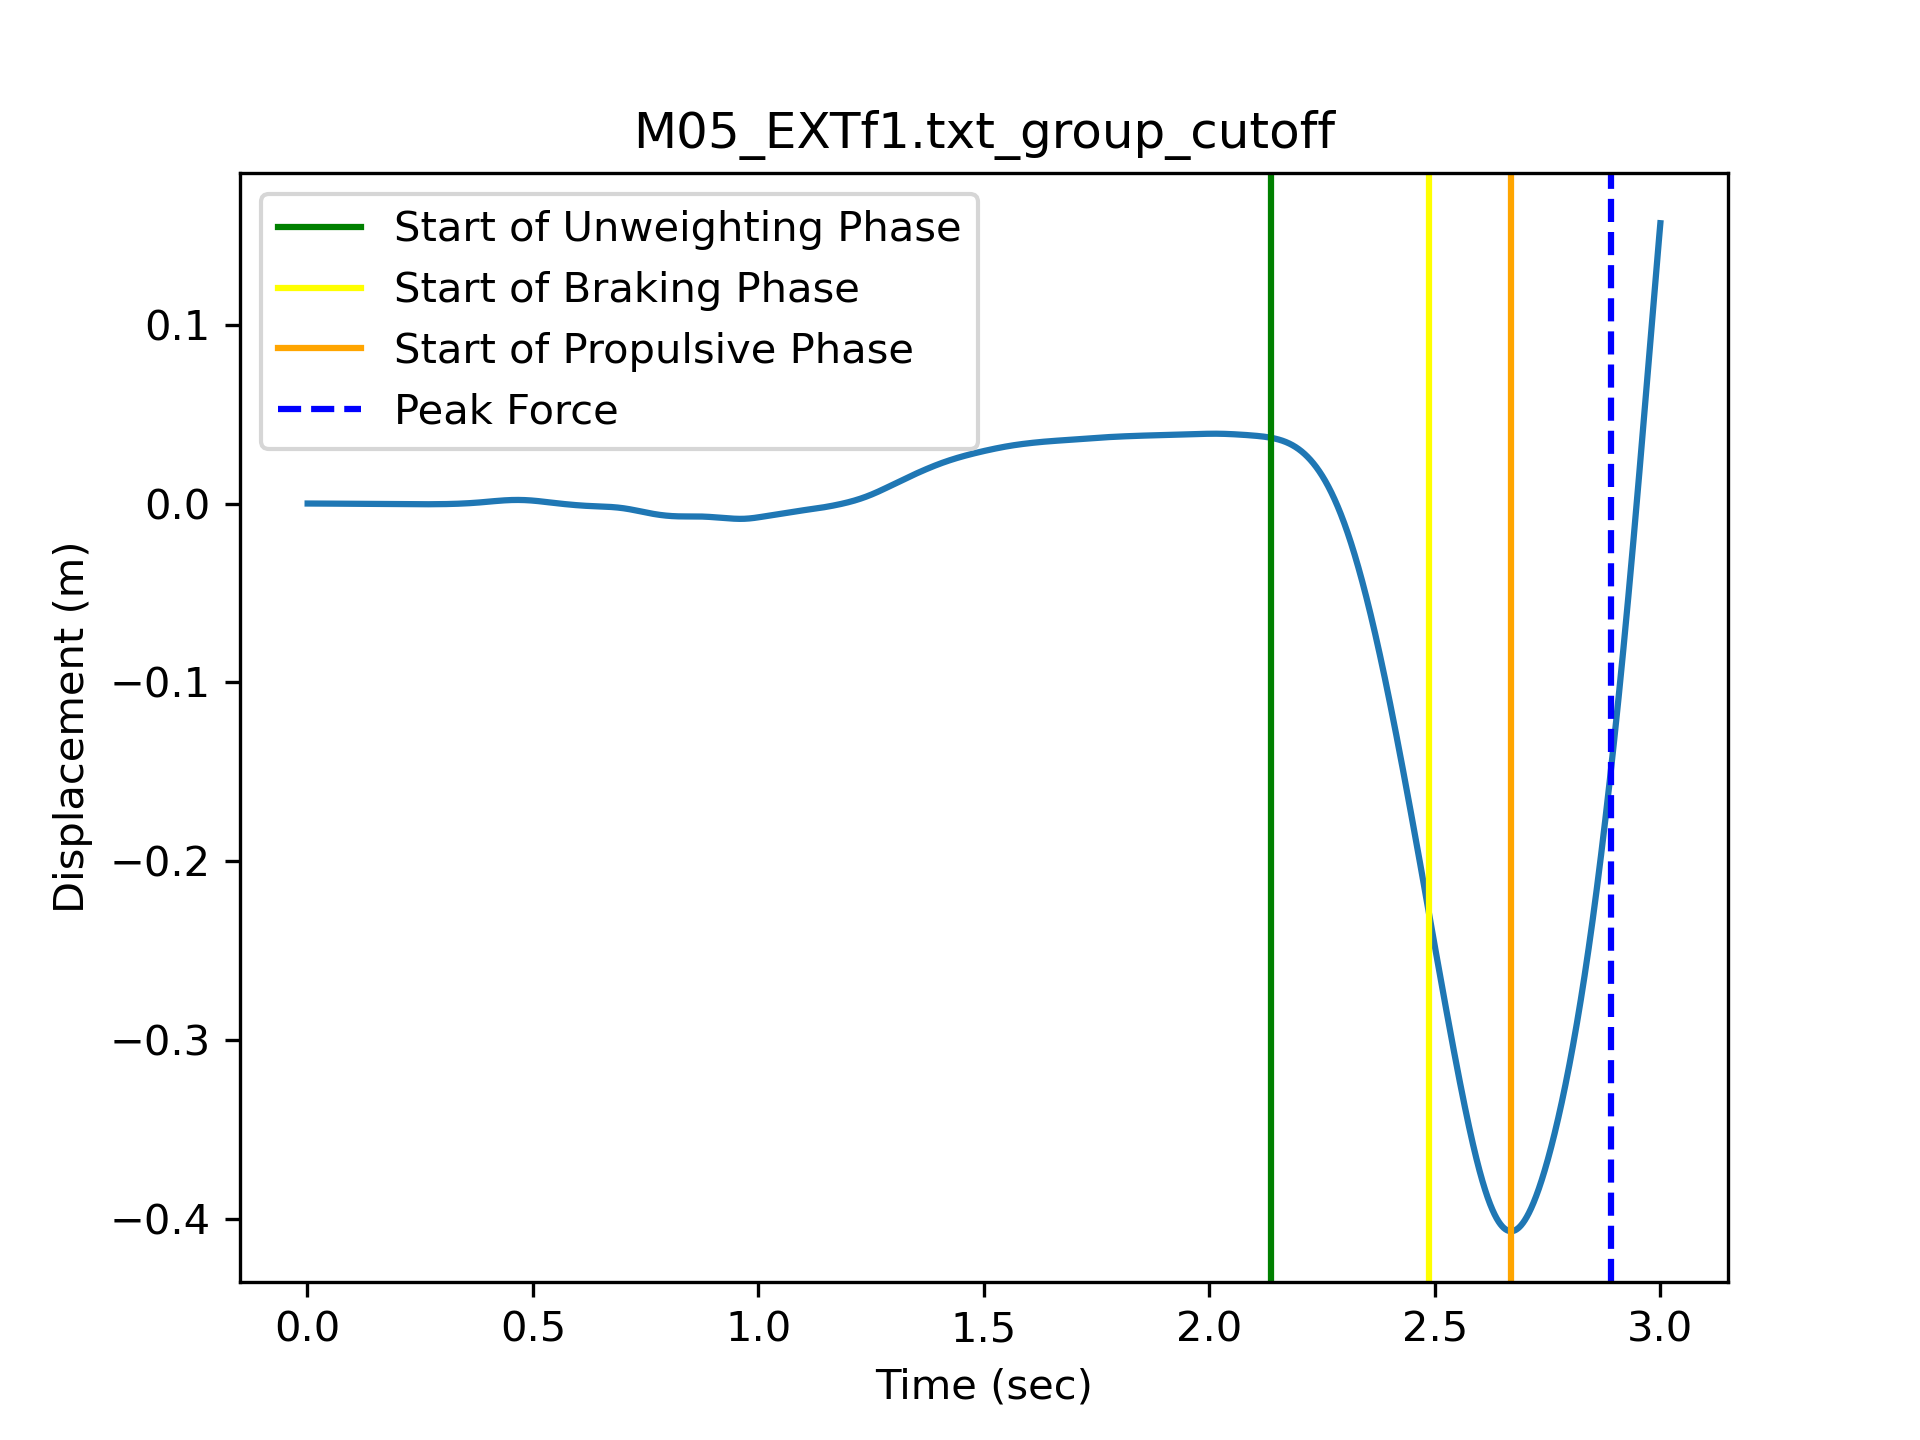 M05_EXTf1.txt_group_cutoff
Start of Unweighting Phase
Start of Braking Phase
Start of Propulsive Phase
Peak Force
0.1
0.0
−0.1
−0.2
−0.3
−0.4
Displacement (m)
0.0 0.5 1.0 1.5 2.0 2.5 3.0
Time (sec)